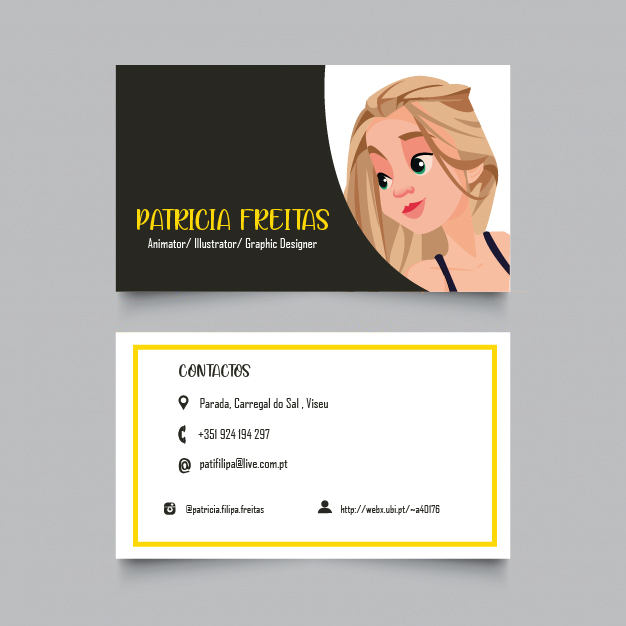 PATRICIA FREITAS
Animator/ Illustrator/ Graphic Designer
CONTACTOS
Parada, Carregal do Sal , Viseu
+351 924 194 297
patifilipa@live.com.pt
@patricia.filipa.freitas
http://webx.ubi.pt/~a40176